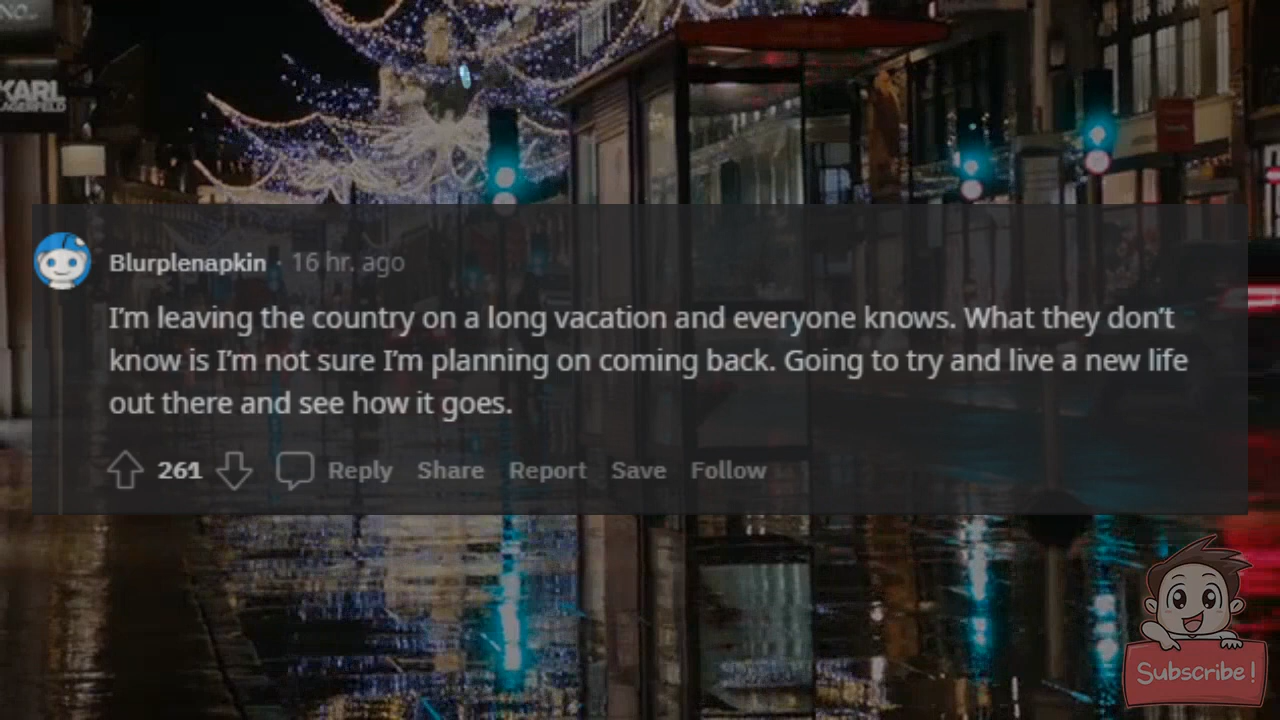 KARL
LAGERFELD
Blurplenapkin · 16 hr. ago
I'm leaving the country on a long vacation and everyone knows. What they don't
know is I'm not sure I'm planning on coming back. Going to try and live a new life
out there and see how it goes.
261 Reply Share Report Save Follow
Subscribe!